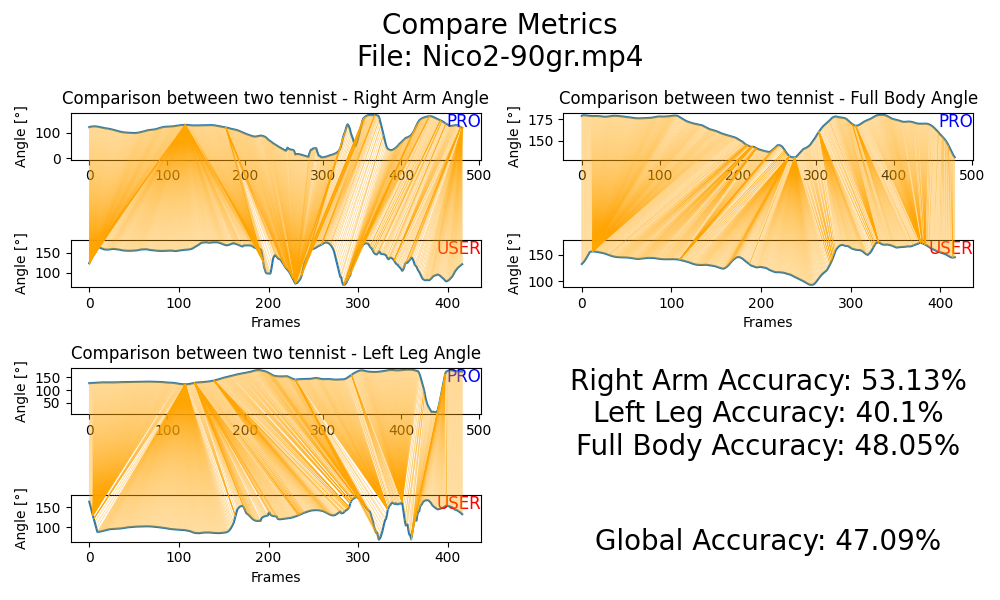 Compare Metrics
File: Nico2-90gr.mp4
Comparison between two tennist - Right Arm Angle
Angle [°]
100
0
PRO
0 100 200 300 400 500
Angle [°]
150
100
USER
0 100 200 300 400
Frames
Comparison between two tennist - Full Body Angle
Angle [°]
175
150
PRO
0 100 200 300 400 500
Angle [°]
150
100
USER
0 100 200 300 400
Frames
Comparison between two tennist - Left Leg Angle
Angle [°]
150
100
50
PRO
0 100 200 300 400 500
Angle [°]
150
100
USER
0 100 200 300 400
Frames
Right Arm Accuracy: 53.13%
Left Leg Accuracy: 40.1%
Full Body Accuracy: 48.05%
Global Accuracy: 47.09%